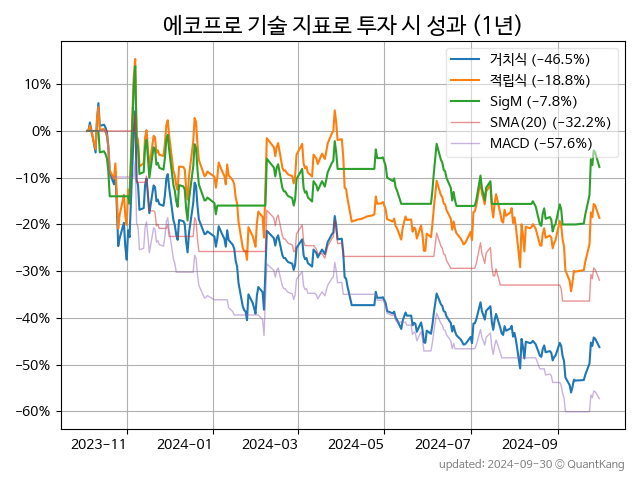 에코프로 기술 지표로 투자 시 성과 (1년)
거치식 (−46.5%)
적립식 (−18.8%)
SigM (−7.8%)
SMA(20) (−32.2%)
MACD (−57.6%)
10%
0%
−10%
−20%
−30%
−40%
−50%
−60%
2023-11 2024-01 2024-03 2024-05 2024-07 2024-09
updated: 2024-09-30 ⓒ QuantKang